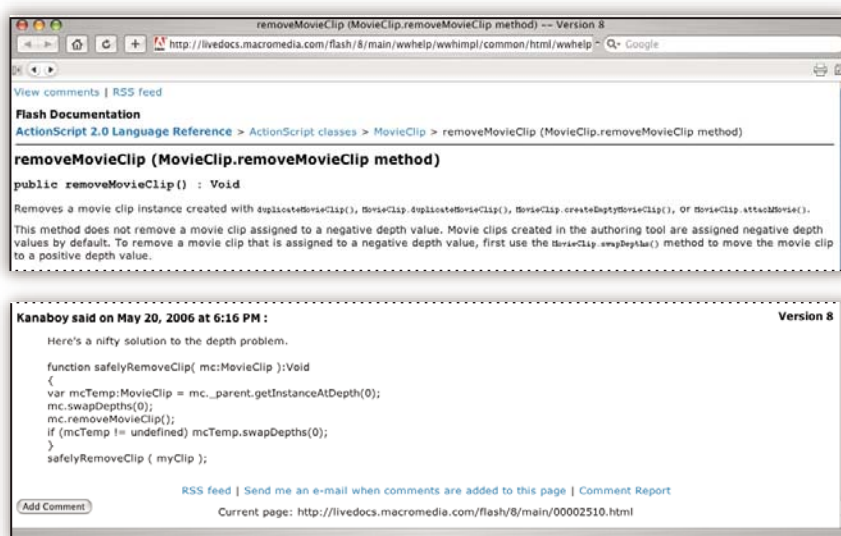 removeMovieClip (MovieClip.removeMovieClip method) -- Version 8
http://livedocs.macromedia.com/flash/8/main/wwhelp/wwhimpl/common/html/wwhelp
Google
View comments | RSS feed
Flash Documentation
ActionScript 2.0 Language Reference > ActionScript classes > MovieClip > removeMovieClip (MovieClip.removeMovieClip method)
removeMovieClip (MovieClip.removeMovieClip method)
public removeMovieClip() : Void
Removes a movie clip instance created with duplicateMovieClip(), MovieClip.duplicateMovieClip(), MovieClip.createEmptyMovieClip(), or MovieClip.attachMovie().
This method does not remove a movie clip assigned to a negative depth value. Movie clips created in the authoring tool are assigned negative depth
values by default. To remove a movie clip that is assigned to a negative depth value, first use the MovieClip.swapDepths() method to move the movie clip
to a positive depth value.
Kanaboy said on May 20, 2006 at 6:16 PM :
Version 8
Here's a nifty solution to the depth problem.
function safelyRemoveClip( mc:MovieClip ):Void
{
var mcTemp:MovieClip = mc._parent.getInstanceAtDepth(0);
mc.swapDepths(0);
mc.removeMovieClip();
if (mcTemp != undefined) mcTemp.swapDepths(0);
}
safelyRemoveClip ( myClip );
RSS feed | Send me an e-mail when comments are added to this page | Comment Report
Add Comment
Current page: http://livedocs.macromedia.com/flash/8/main/00002510.html